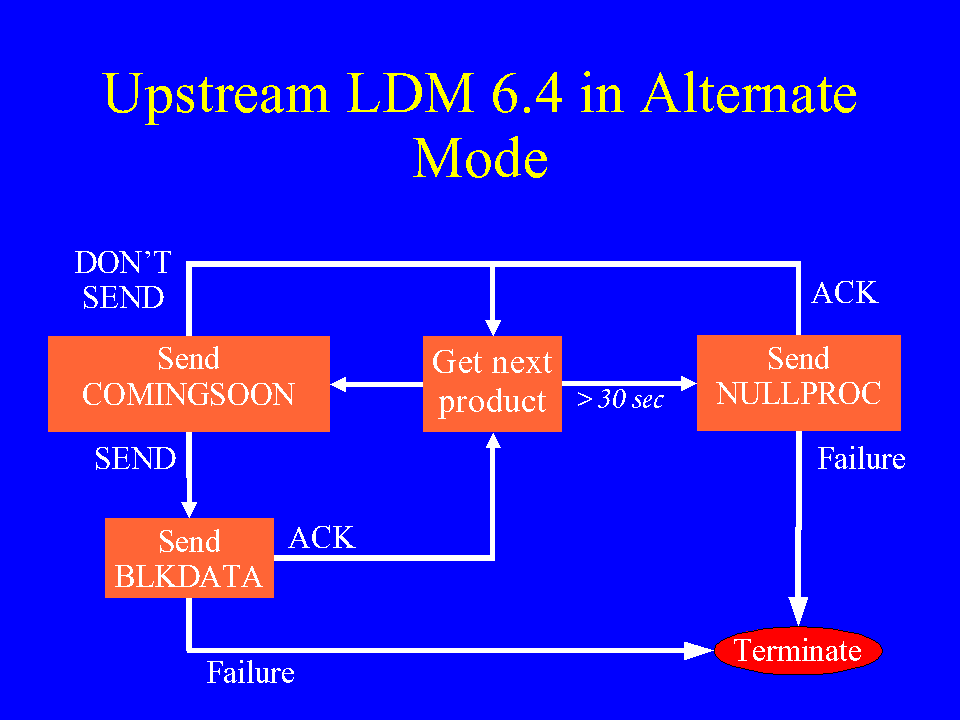 Upstream LDM 6.4 in Alternate
Mode
DON’T
SEND
ACK
Send
COMINGSOON
Get next
product
> 30 sec
Send
NULLPROC
SEND
Failure
Send
BLKDATA
ACK
Terminate
Failure